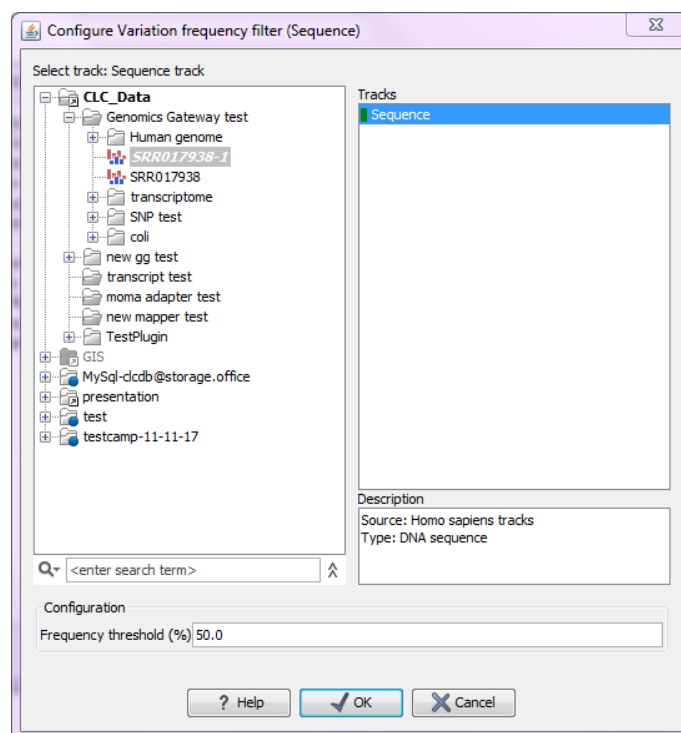 Configure Variation frequency filter (Sequence)
Select track: Sequence track
CLC_Data
Genomics Gateway test
Human genome
SRR017938-1
SRR017938
transcriptome
SNP test
coli
new gg test
transcript test
moma adapter test
new mapper test
TestPlugin
GIS
MySql-clcdb@storage.office
presentation
test
testcamp-11-11-17
<enter search term>
Tracks
Sequence
Description
Source: Homo sapiens tracks
Type: DNA sequence
Configuration
Frequency threshold (%) 50.0
? Help
OK
Cancel